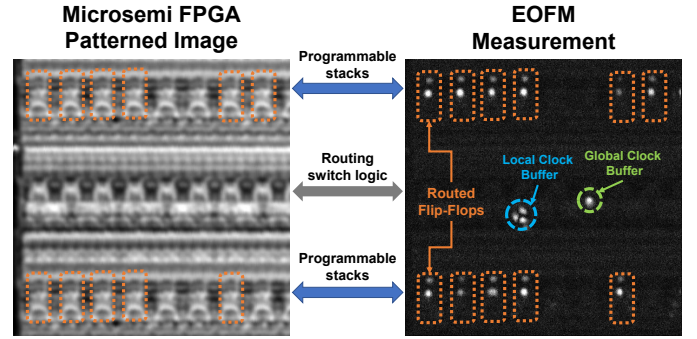 Microsemi FPGA
Patterned Image
EOFM
Measurement
Programmable
stacks
Routing
switch logic
Programmable
stacks
Local Clock
Buffer
Global Clock
Buffer
Routed
Flip-Flops